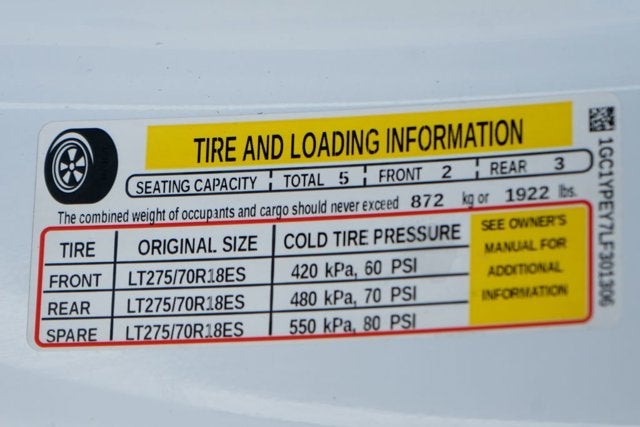 TIRE AND LOADING INFORMATION
SEATING CAPACITY ¦ TOTAL 5 ¦ FRONT 2 ¦ REAR 3
The combined weight of occupants and cargo should never exceed 872 kg or 1922 lbs.
TIRE ORIGINAL SIZE COLD TIRE PRESSURE
FRONT LT275/70R18ES 420 kPa, 60 PSI
REAR LT275/70R18ES 480 kPa, 70 PSI
SPARE LT275/70R18ES 550 kPa, 80 PSI
SEE OWNER'S
MANUAL FOR
ADDITIONAL
INFORMATION
1GC1YPEY7LF301306